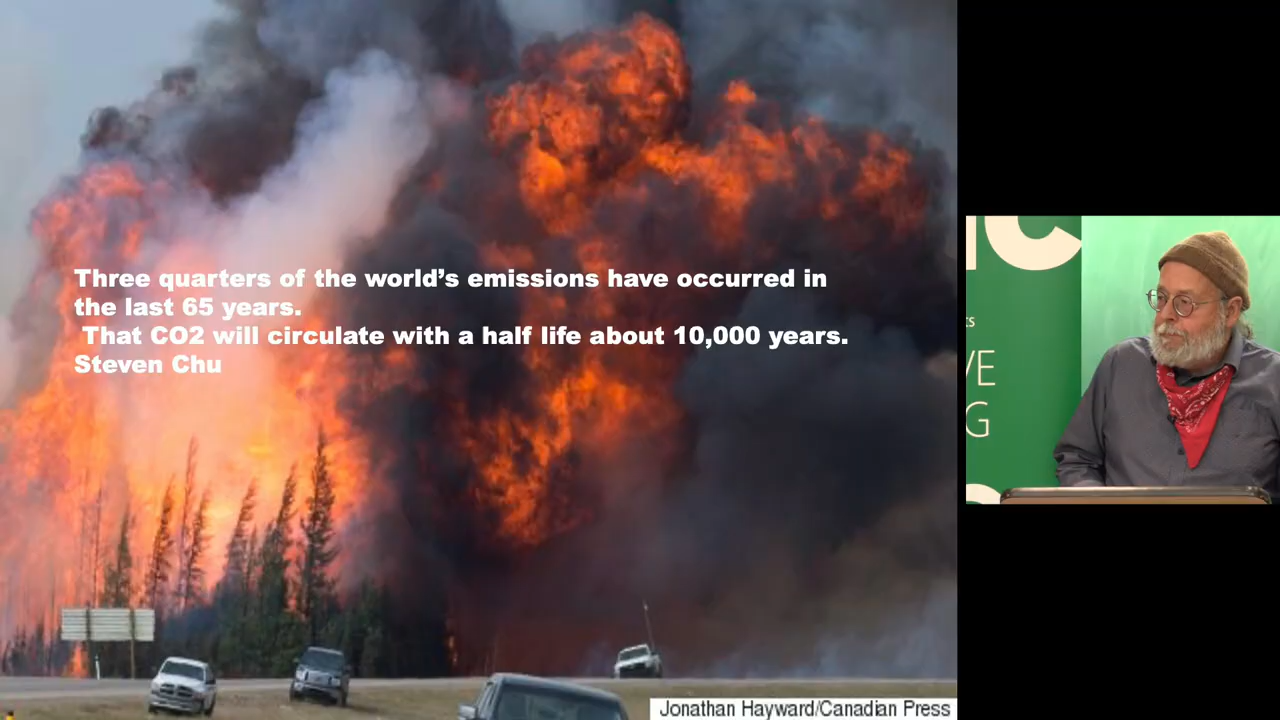 Three quarters of the world’s emissions have occurred in
the last 65 years.
That CO2 will circulate with a half life about 10,000 years.
Steven Chu
Jonathan Hayward/Canadian Press